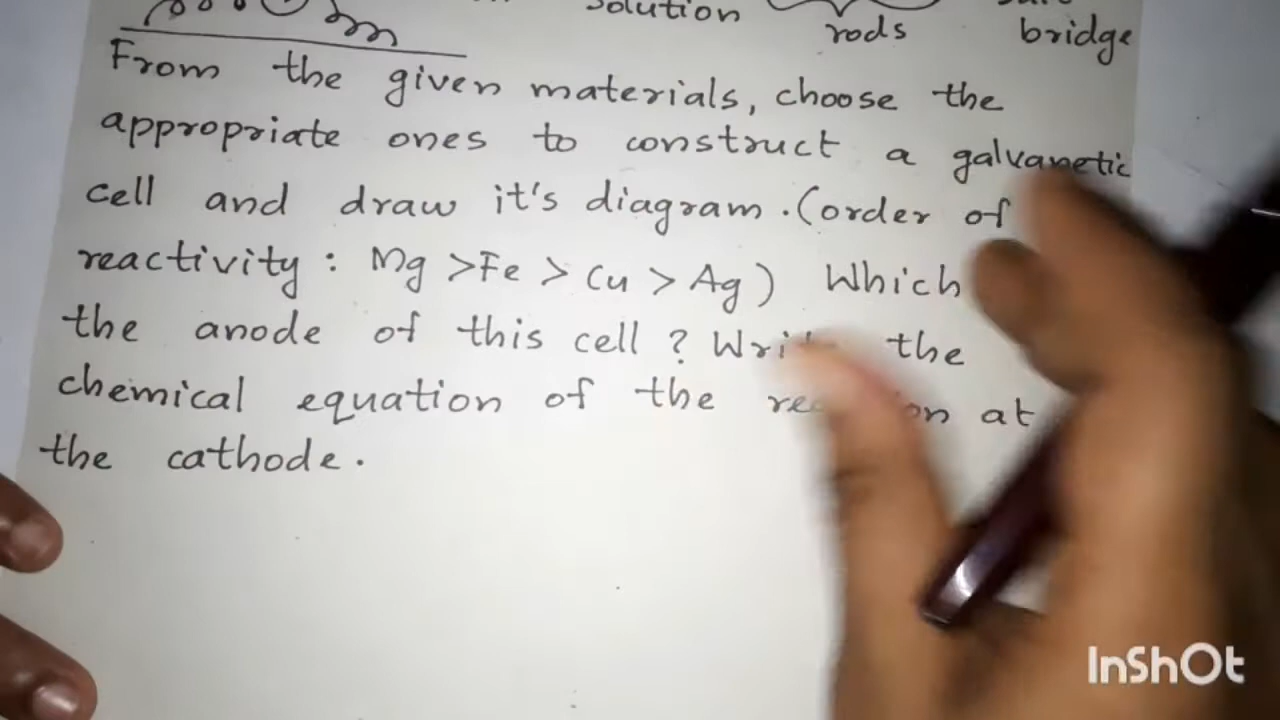 solution
rods
bridge
From the given materials, choose the
appropriate ones to construct a galvanetic
cell and draw it's diagram. (order of
reactivity : Mg >Fe > Cu > Ag) Which
the anode of this cell ? the
chemical equation of the at
the cathode.
InShOt